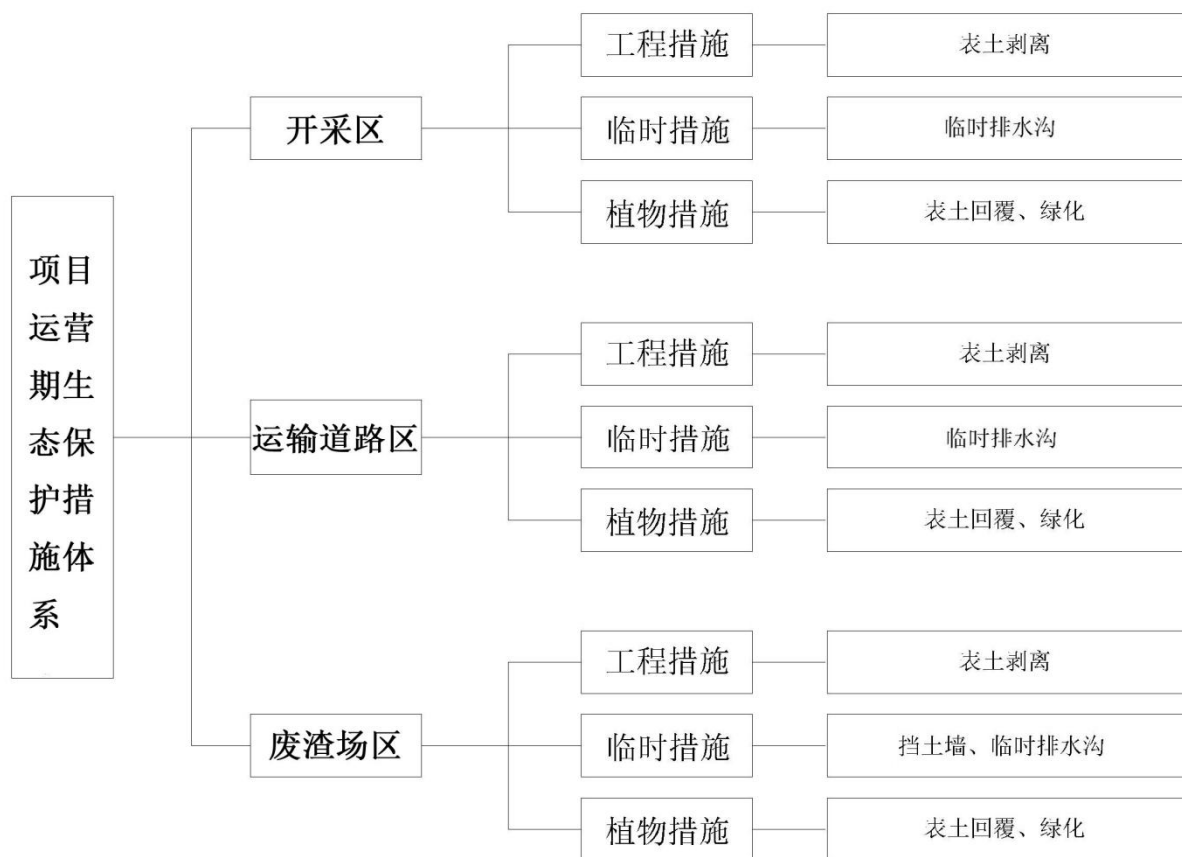 项目
运营
期生
态保
护措
施体
系
开采区
工程措施
表土剥离
临时措施
临时排水沟
植物措施
表土回覆、绿化
运输道路区
工程措施
表土剥离
临时措施
临时排水沟
植物措施
表土回覆、绿化
废渣场区
工程措施
表土剥离
临时措施
挡土墙、临时排水沟
植物措施
表土回覆、绿化